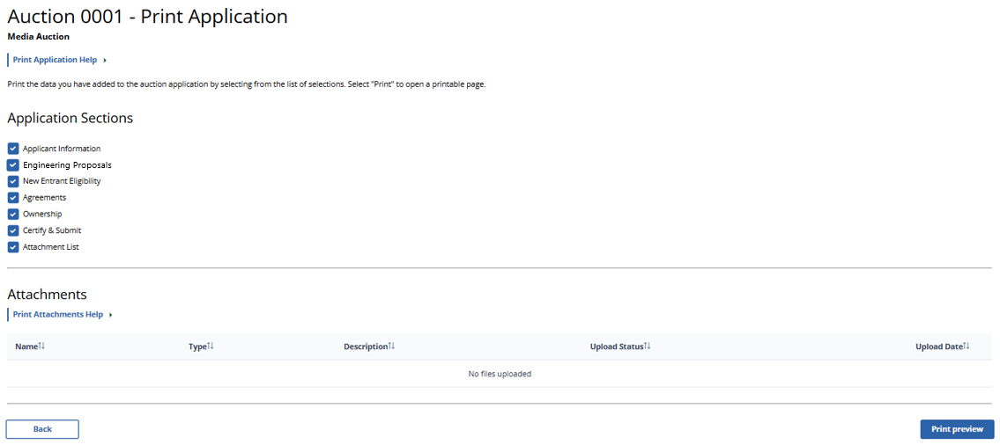 Auction 0001 - Print Application
Media Auction
Print Application Help
Print the data you have added to the auction application by selecting from the list of selections. Select "Print" to open a printable page.
Application Sections
Applicant Information
Engineering Proposals
New Entrant Eligibility
Agreements
Ownership
Certify & Submit
Attachment List
Attachments
Print Attachments Help
Name Type Description Upload Status Upload Date
No files uploaded
Back Print preview